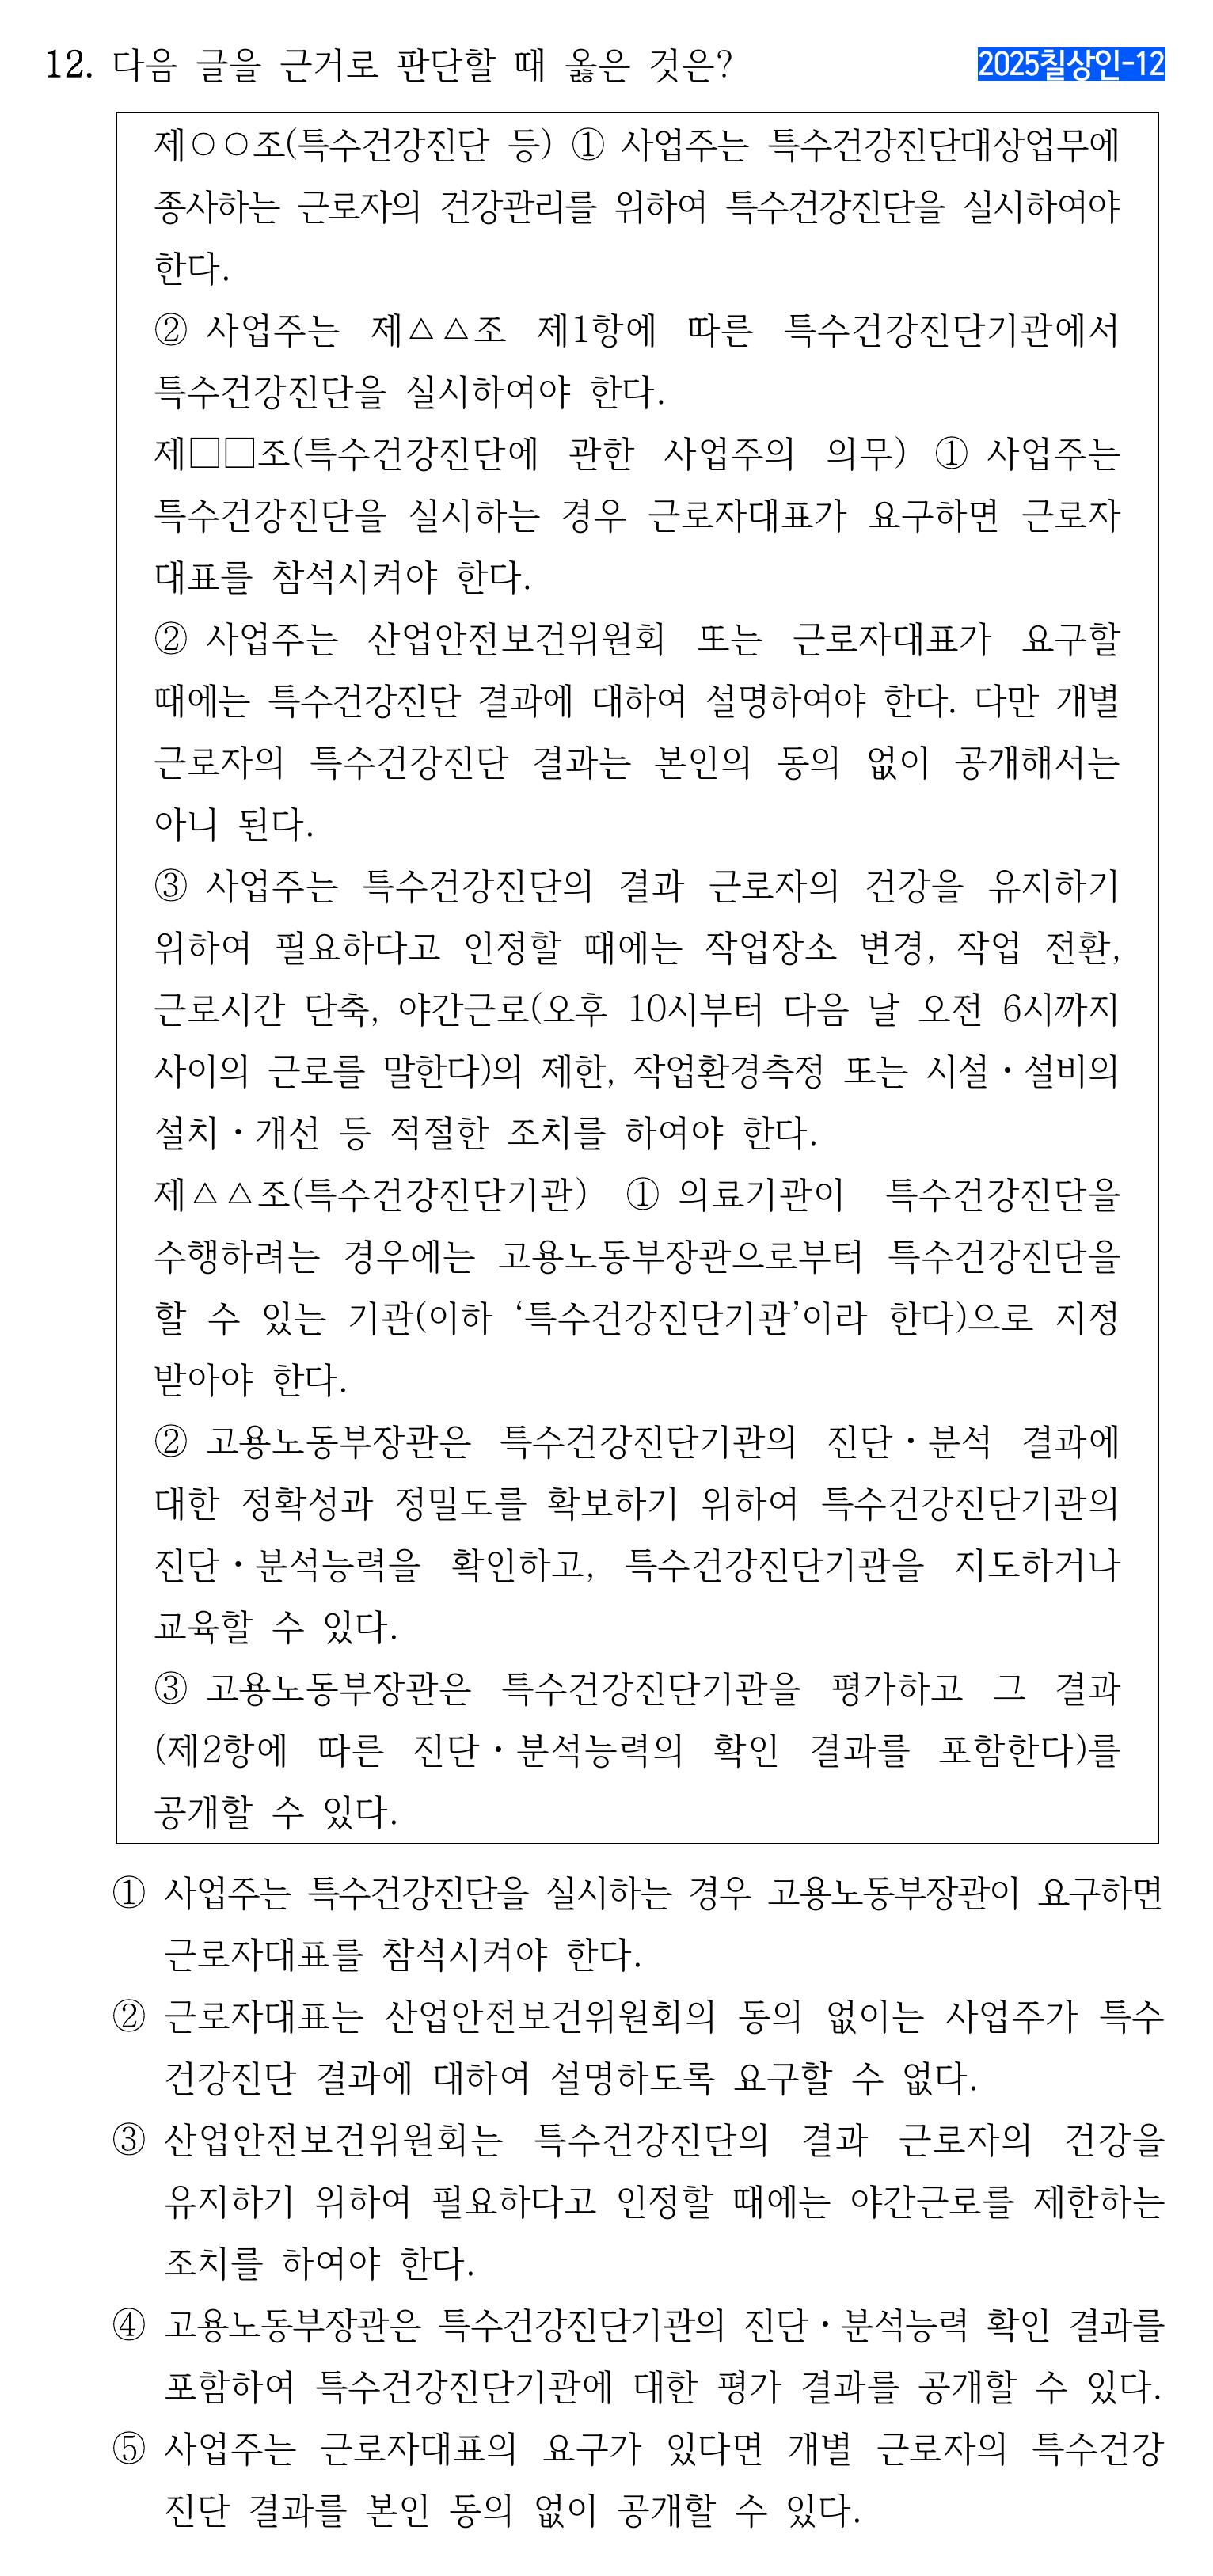 12. 다음 글을 근거로 판단할 때 옳은 것은?
2025칠상인-12
제○○조(특수건강진단 등) ① 사업주는 특수건강진단대상업무에
종사하는 근로자의 건강관리를 위하여 특수건강진단을 실시하여야
한다.
② 사업주는 제△△조 제1항에 따른 특수건강진단기관에서
특수건강진단을 실시하여야 한다.
제□□조(특수건강진단에 관한 사업주의 의무) ① 사업주는
특수건강진단을 실시하는 경우 근로자대표가 요구하면 근로자
대표를 참석시켜야 한다.
② 사업주는 산업안전보건위원회 또는 근로자대표가 요구할
때에는 특수건강진단 결과에 대하여 설명하여야 한다. 다만 개별
근로자의 특수건강진단 결과는 본인의 동의 없이 공개해서는
아니 된다.
③ 사업주는 특수건강진단의 결과 근로자의 건강을 유지하기
위하여 필요하다고 인정할 때에는 작업장소 변경, 작업 전환,
근로시간 단축, 야간근로(오후 10시부터 다음 날 오전 6시까지
사이의 근로를 말한다)의 제한, 작업환경측정 또는 시설・설비의
설치・개선 등 적절한 조치를 하여야 한다.
제△△조(특수건강진단기관) ① 의료기관이 특수건강진단을
수행하려는 경우에는 고용노동부장관으로부터 특수건강진단을
할 수 있는 기관(이하 ‘특수건강진단기관’이라 한다)으로 지정
받아야 한다.
② 고용노동부장관은 특수건강진단기관의 진단・분석 결과에
대한 정확성과 정밀도를 확보하기 위하여 특수건강진단기관의
진단・분석능력을 확인하고, 특수건강진단기관을 지도하거나
교육할 수 있다.
③ 고용노동부장관은 특수건강진단기관을 평가하고 그 결과
(제2항에 따른 진단・분석능력의 확인 결과를 포함한다)를
공개할 수 있다.
① 사업주는 특수건강진단을 실시하는 경우 고용노동부장관이 요구하면
근로자대표를 참석시켜야 한다.
② 근로자대표는 산업안전보건위원회의 동의 없이는 사업주가 특수
건강진단 결과에 대하여 설명하도록 요구할 수 없다.
③ 산업안전보건위원회는 특수건강진단의 결과 근로자의 건강을
유지하기 위하여 필요하다고 인정할 때에는 야간근로를 제한하는
조치를 하여야 한다.
④ 고용노동부장관은 특수건강진단기관의 진단・분석능력 확인 결과를
포함하여 특수건강진단기관에 대한 평가 결과를 공개할 수 있다.
⑤ 사업주는 근로자대표의 요구가 있다면 개별 근로자의 특수건강
진단 결과를 본인 동의 없이 공개할 수 있다.